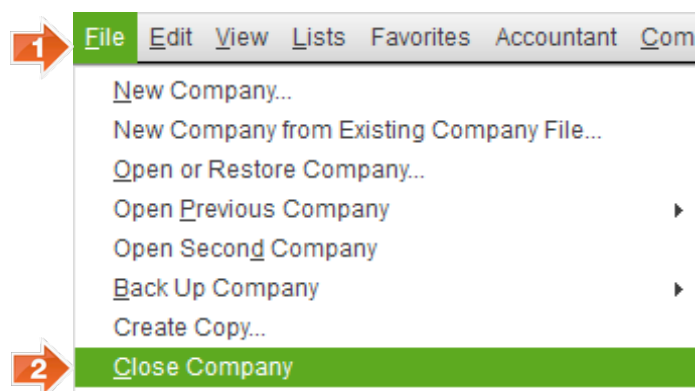 1 File Edit View Lists Favorites Accountant Com
New Company...
New Company from Existing Company File...
Open or Restore Company...
Open Previous Company
Open Second Company
Back Up Company
Create Copy...
2 Close Company